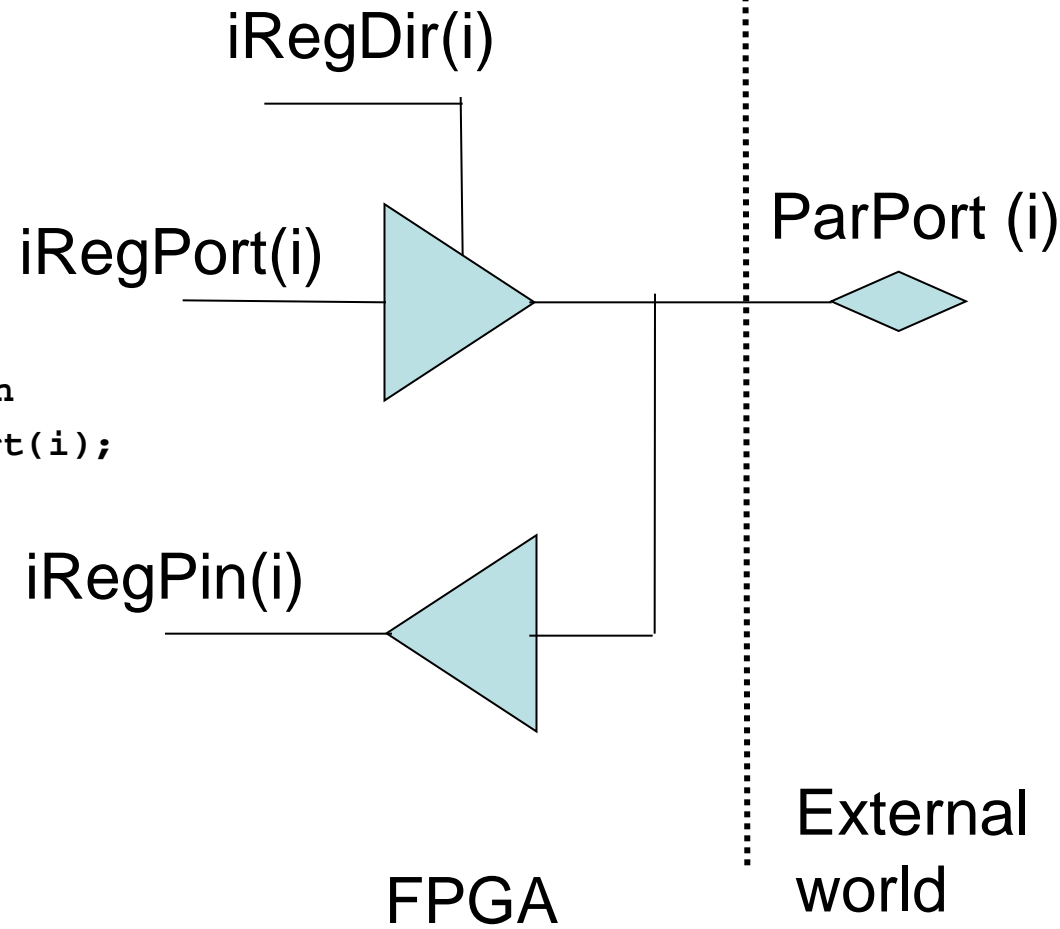 iRegDir(i)
ParPort (i)
iRegPort(i)
n
t(i);
iRegPin(i)
External
world
FPGA